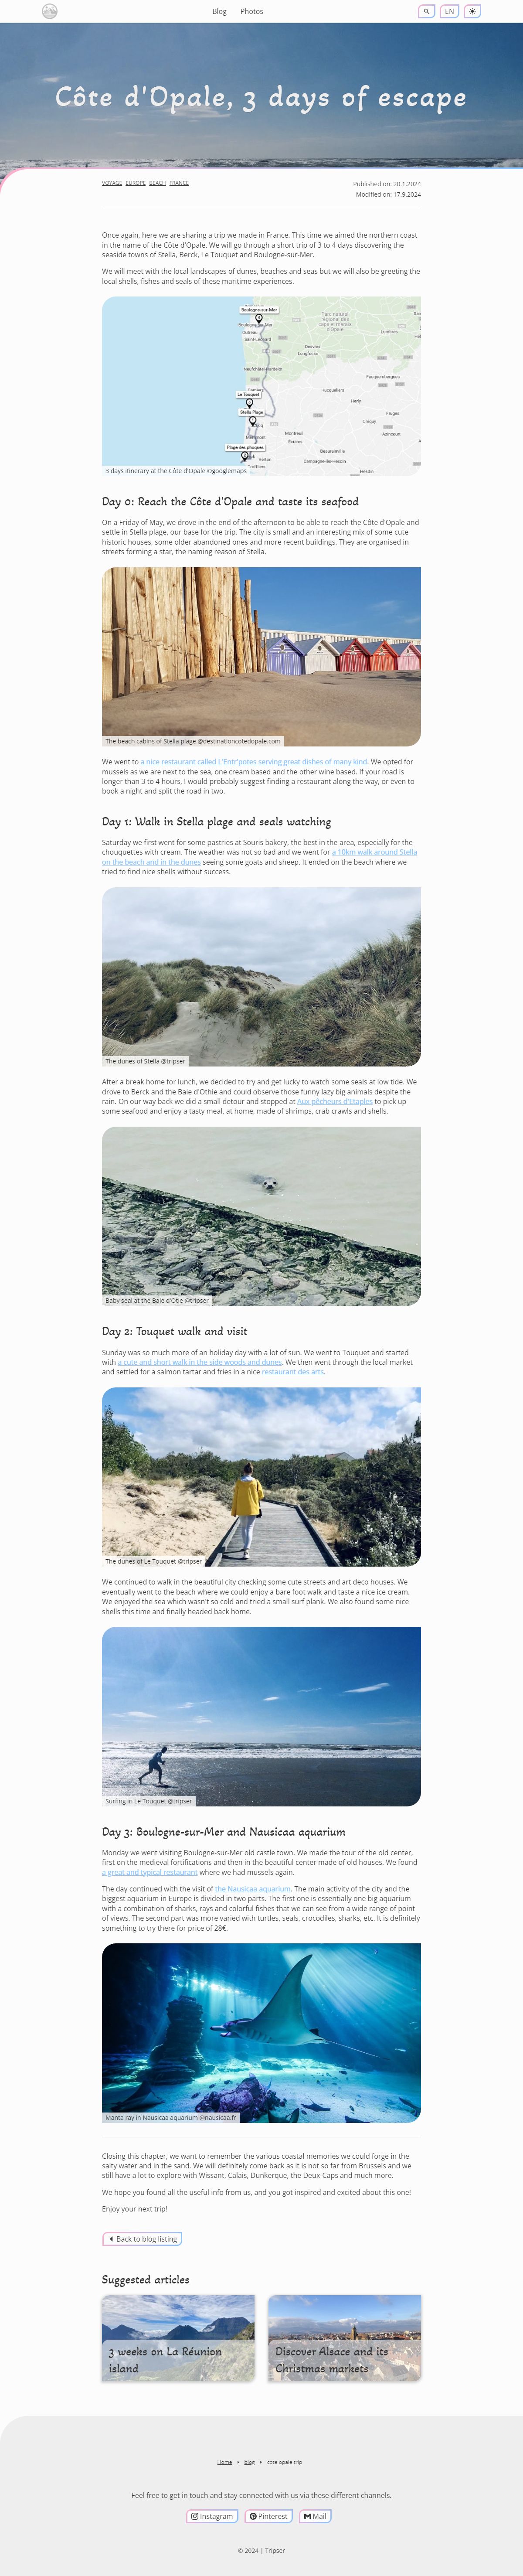 Blog Photos EN
Côte d'Opale, 3 days of escape
VOYAGE EUROPE BEACH FRANCE
Published on: 20.1.2024
Modified on: 17.9.2024
Once again, here we are sharing a trip we made in France. This time we aimed the northern coast
in the name of the Côte d'Opale. We will go through a short trip of 3 to 4 days discovering the
seaside towns of Stella, Berck, Le Touquet and Boulogne-sur-Mer.
We will meet with the local landscapes of dunes, beaches and seas but we will also be greeting the
local shells, fishes and seals of these maritime experiences.
Boulogne-sur-Mer
Parc naturel
régional des
caps et marais
d'Opale
Outreau
Saint-Léonard
Lumbres
Desvres
Longfossé
Neufchâtel-Hardelot
Fauquembergues
Hucqueliers
Le Touquet
Herly
Stella Plage
Fruges
Créquy
Montreuil
Azincourt
Écuires
Plage des phoques
Beaurainville
Verton
Campagne-lès-Hesdin
Hesdin
3 days itinerary at the Côte d'Opale ©googlemaps
Day 0: Reach the Côte d'Opale and taste its seafood
On a Friday of May, we drove in the end of the afternoon to be able to reach the Côte d'Opale and
settle in Stella plage, our base for the trip. The city is small and an interesting mix of some cute
historic houses, some older abandoned ones and more recent buildings. They are organised in
streets forming a star, the naming reason of Stella.
The beach cabins of Stella plage @destinationcotedopale.com
We went to a nice restaurant called L'Entr'potes serving great dishes of many kind. We opted for
mussels as we were next to the sea, one cream based and the other wine based. If your road is
longer than 3 to 4 hours, I would probably suggest finding a restaurant along the way, or even to
book a night and split the road in two.
Day 1: Walk in Stella plage and seals watching
Saturday we first went for some pastries at Souris bakery, the best in the area, especially for the
chouquettes with cream. The weather was not so bad and we went for a 10km walk around Stella
on the beach and in the dunes seeing some goats and sheep. It ended on the beach where we
tried to find nice shells without success.
The dunes of Stella @tripser
After a break home for lunch, we decided to try and get lucky to watch some seals at low tide. We
drove to Berck and the Baie d'Othie and could observe those funny lazy big animals despite the
rain. On our way back we did a small detour and stopped at Aux pêcheurs d'Etaples to pick up
some seafood and enjoy a tasty meal, at home, made of shrimps, crab crawls and shells.
Baby seal at the Baie d'Otie @tripser
Day 2: Touquet walk and visit
Sunday was so much more of an holiday day with a lot of sun. We went to Touquet and started
with a cute and short walk in the side woods and dunes. We then went through the local market
and settled for a salmon tartar and fries in a nice restaurant des arts.
The dunes of Le Touquet @tripser
We continued to walk in the beautiful city checking some cute streets and art deco houses. We
eventually went to the beach where we could enjoy a bare foot walk and taste a nice ice cream.
We enjoyed the sea which wasn't so cold and tried a small surf plank. We also found some nice
shells this time and finally headed back home.
Surfing in Le Touquet @tripser
Day 3: Boulogne-sur-Mer and Nausicaa aquarium
Monday we went visiting Boulogne-sur-Mer old castle town. We made the tour of the old center,
first on the medieval fortifications and then in the beautiful center made of old houses. We found
a great and typical restaurant where we had mussels again.
The day continued with the visit of the Nausicaa aquarium. The main activity of the city and the
biggest aquarium in Europe is divided in two parts. The first one is essentially one big aquarium
with a combination of sharks, rays and colorful fishes that we can see from a wide range of point
of views. The second part was more varied with turtles, seals, crocodiles, sharks, etc. It is definitely
something to try there for price of 28€.
Manta ray in Nausicaa aquarium @nausicaa.fr
Closing this chapter, we want to remember the various coastal memories we could forge in the
salty water and in the sand. We will definitely come back as it is not so far from Brussels and we
still have a lot to explore with Wissant, Calais, Dunkerque, the Deux-Caps and much more.
We hope you found all the useful info from us, and you got inspired and excited about this one!
Enjoy your next trip!
Back to blog listing
Suggested articles
3 weeks on La Réunion
island
Discover Alsace and its
Christmas markets
Home blog cote opale trip
Feel free to get in touch and stay connected with us via these different channels.
Instagram Pinterest Mail
© 2024 | Tripser